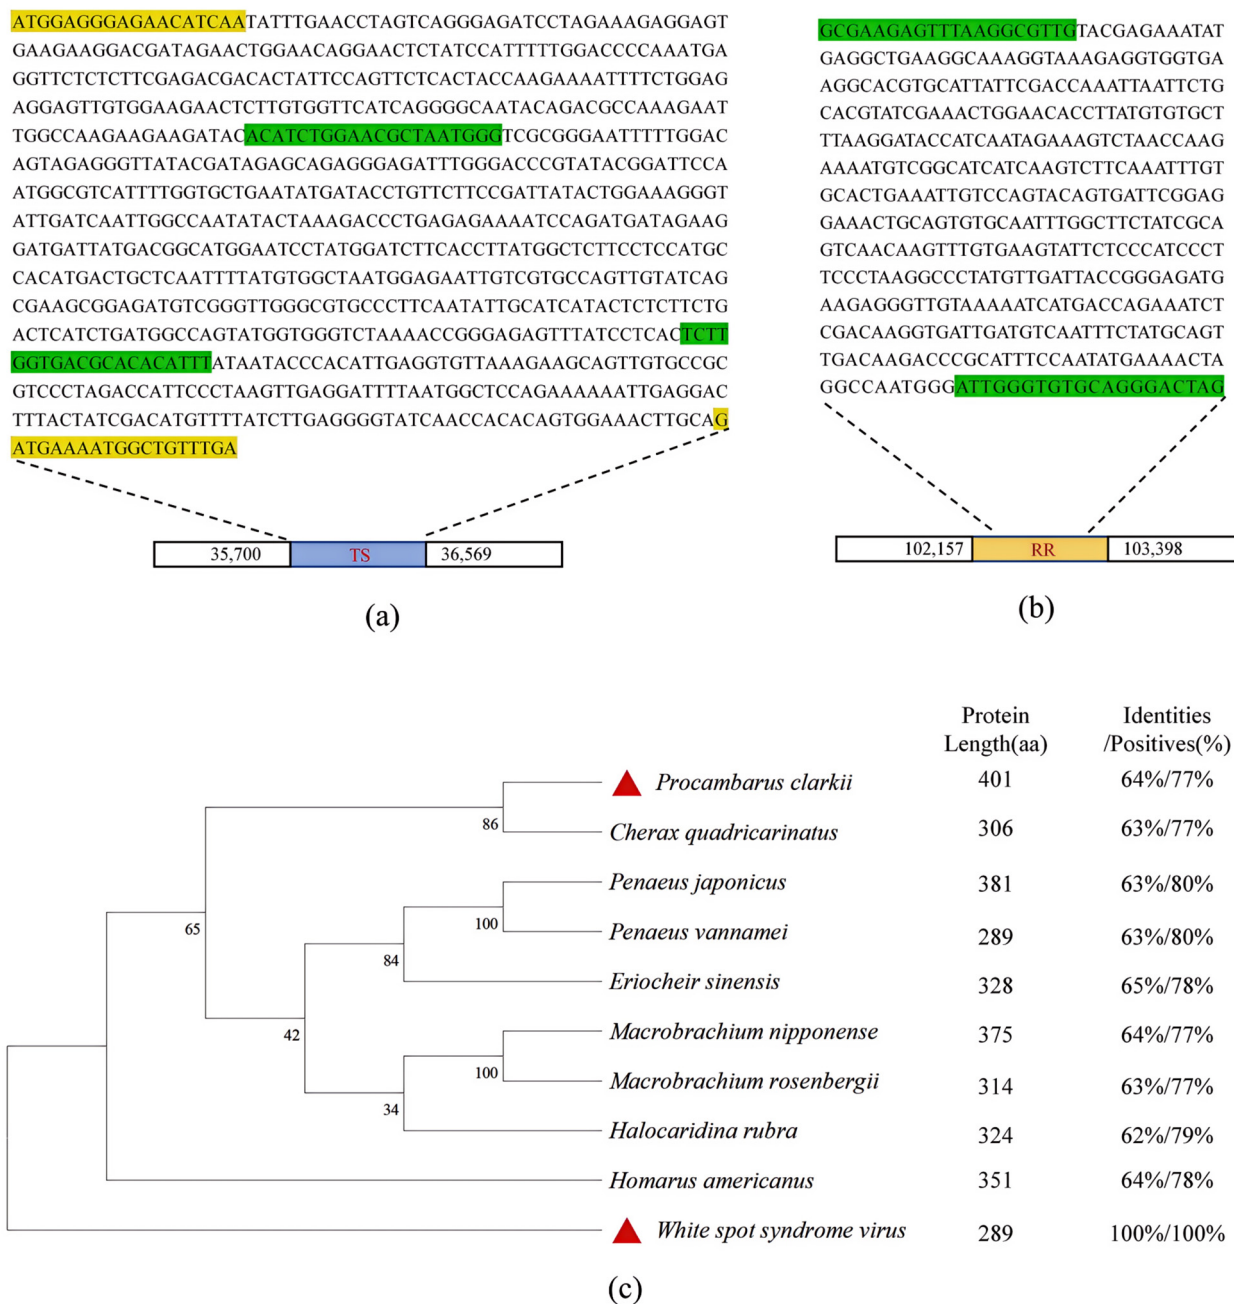 ATGGAGGGAGAACATCAATATTTGAACCTAGTCAGGGAGATCCTAGAAAGAGGAGT
GAAGAAGGACGATAGAACTGGAACAGGAACTCTATCCATTTTTGGACCCCAAATGA
GGTTCTCTCTTCGAGACGACACTATTCCAGTTCTCACTACCAAGAAAATTTTCTGGAG
AGGAGTTGTGGAAGAACTCTTGTGGTTCATCAGGGGCAATACAGACGCCAAAGAAT
TGGCCAAGAAGAAGATACACATCTGGAACGCTAATGGGTCGCGGGAATTTTTGGAC
AGTAGAGGGTTATACGATAGAGCAGAGGGAGATTTGGGACCCGTATACGGATTCCA
ATGGCGTCATTTTGGTGCTGAATATGATACCTGTTCTTCCGATTATACTGGAAAGGGT
ATTGATCAATTGGCCAATATACTAAAGACCCTGAGAGAAAATCCAGATGATAGAAG
GATGATTATGACGGCATGGAATCCTATGGATCTTCACCTTATGGCTCTTCCTCCATGC
CACATGACTGCTCAATTTTATGTGGCTAATGGAGAATTGTCGTGCCAGTTGTATCAG
CGAAGCGGAGATGTCGGGTTGGGCGTGCCCTTCAATATTGCATCATACTCTCTTCTG
ACTCATCTGATGGCCAGTATGGTGGGTCTAAAACCGGGAGAGTTTATCCTCACTCTT
GGTGACGCACACATTTATAATACCCACATTGAGGTGTTAAAGAAGCAGTTGTGCCGC
GTCCCTAGACCATTCCCTAAGTTGAGGATTTTAATGGCTCCAGAAAAAATTGAGGAC
TTTACTATCGACATGTTTTATCTTGAGGGGTATCAACCACACAGTGGAAACTTGCAG
ATGAAAATGGCTGTTTGA
35,700 TS 36,569
(a)
GCGAAGAGTTTAAGGCGTTGTACGAGAAATAT
GAGGCTGAAGGCAAAGGTAAAGAGGTGGTGA
AGGCACGTGCATTATTCGACCAAATTAATTCTG
CACGTATCGAAACTGGAACACCTTATGTGTGCT
TTAAGGATACCATCAATAGAAAGTCTAACCAAG
AAAATGTCGGCATCATCAAGTCTTCAAATTTGT
GCACTGAAATTGTCCAGTACAGTGATTCGGAG
GAAACTGCAGTGTGCAATTTGGCTTCTATCGCA
GTCAACAAGTTTGTGAAGTATTCTCCCATCCCT
TCCCTAAGGCCCTATGTTGATTACCGGGAGATG
AAGAGGGTTGTAAAAATCATGACCAGAAATCT
CGACAAGGTGATTGATGTCAATTTCTATGCAGT
TGACAAGACCCGCATTTCCAATATGAAAACTA
GGCCAATGGGATTGGGTGTGCAGGGACTAG
102,157 RR 103,398
(b)
Protein Length(aa) Identities /Positives(%)
Procambarus clarkii 401 64%/77%
86
Cherax quadricarinatus 306 63%/77%
Penaeus japonicus 381 63%/80%
65 100
Penaeus vannamei 289 63%/80%
84
Eriocheir sinensis 328 65%/78%
42
Macrobrachium nipponense 375 64%/77%
100
Macrobrachium rosenbergii 314 63%/77%
34
Halocaridina rubra 324 62%/79%
Homarus americanus 351 64%/78%
White spot syndrome virus 289 100%/100%
(c)